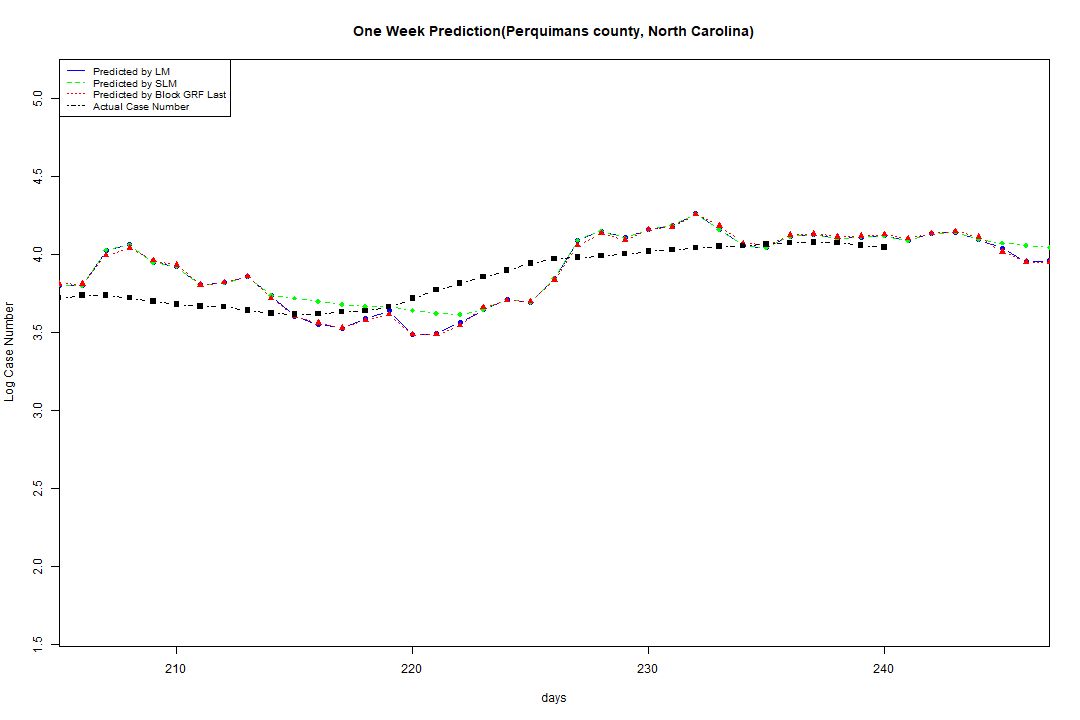 One Week Prediction(Perquimans county, North Carolina)
Predicted by LM
Predicted by SLM
Predicted by Block GRF Last
Actual Case Number
5.0
4.5
4.0
3.5
3.0
2.5
2.0
1.5
Log Case Number
210 220 230 240
days